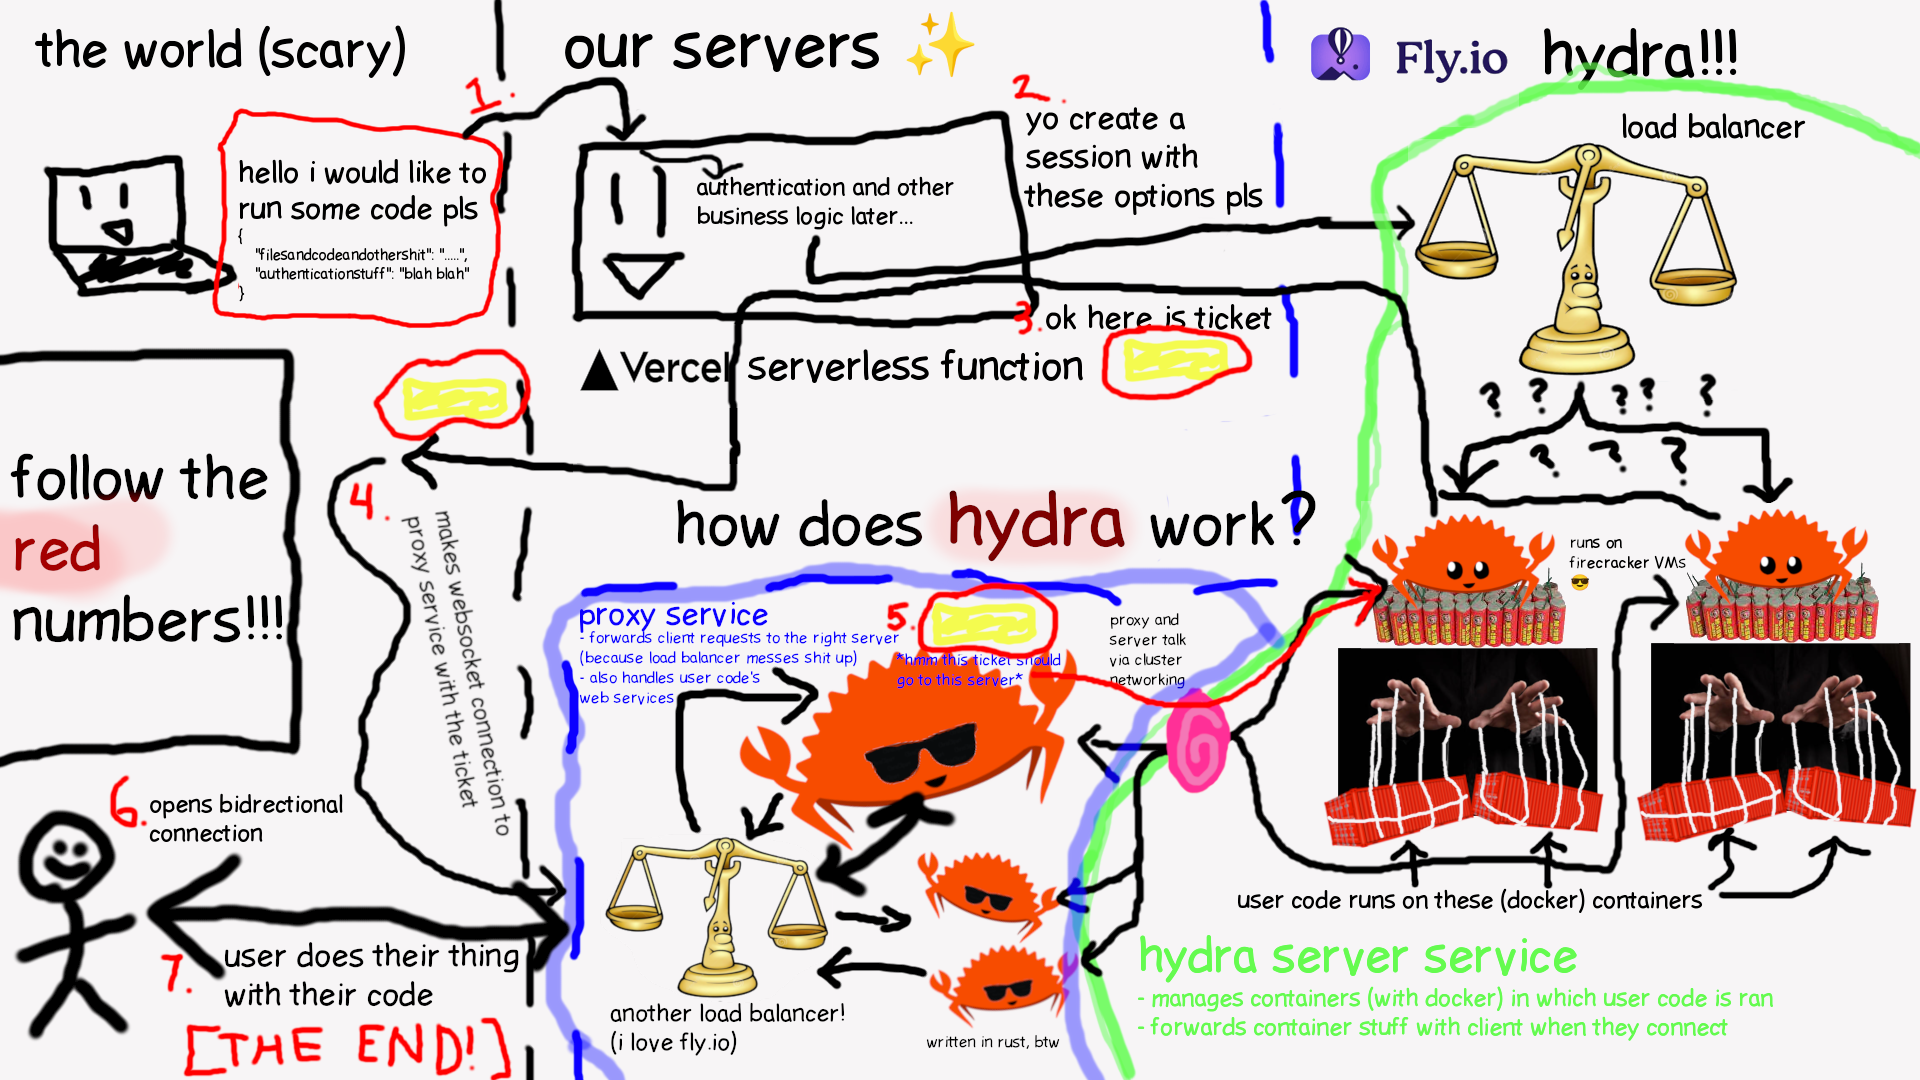 the world (scary)
our servers ✨
Fly.io hydra!!!
1.
hello i would like to
run some code pls
{
"filesandcodeandothershit": ".....",
"authenticationstuff": "blah blah"
}
authentication and other
business logic later...
2.
yo create a
session with
these options pls
load balancer
3. ok here is ticket
Vercel serverless function
? ? ? ? ?
? ? ?
follow the
red
numbers!!!
4.
makes websocket connection to
proxy service with the ticket
how does hydra work?
runs on
firecracker VMs
😎
proxy service
- forwards client requests to the right server
(because load balancer messes shit up)
- also handles user code's
web services
5.
*hmm this ticket should
go to this server*
proxy and
server talk
via cluster
networking
6. opens bidrectional
connection
7. user does their thing
with their code
[THE END!]
another load balancer!
(i love fly.io)
written in rust, btw
user code runs on these (docker) containers
hydra server service
- manages containers (with docker) in which user code is ran
- forwards container stuff with client when they connect